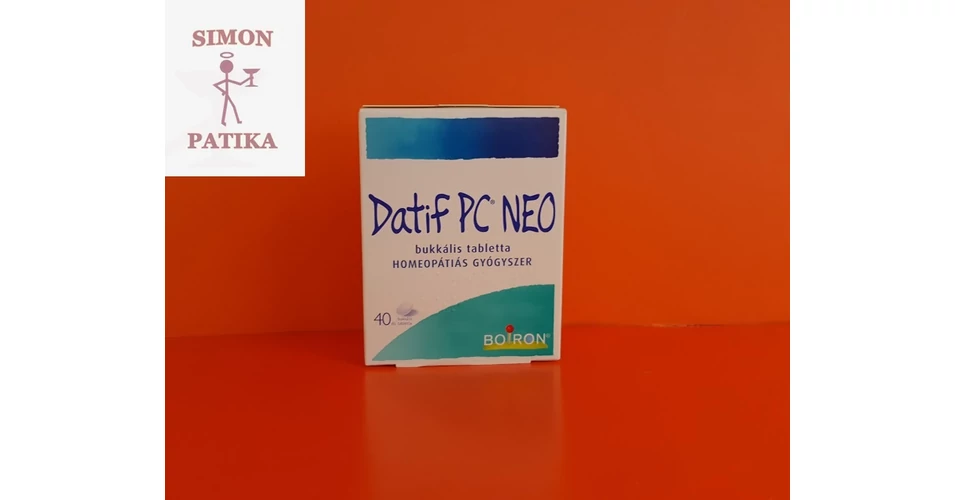 SIMON
PATIKA
Datif PC® NEO
bukkális tabletta
HOMEOPÁTIÁS GYÓGYSZER
40
BOIRON®